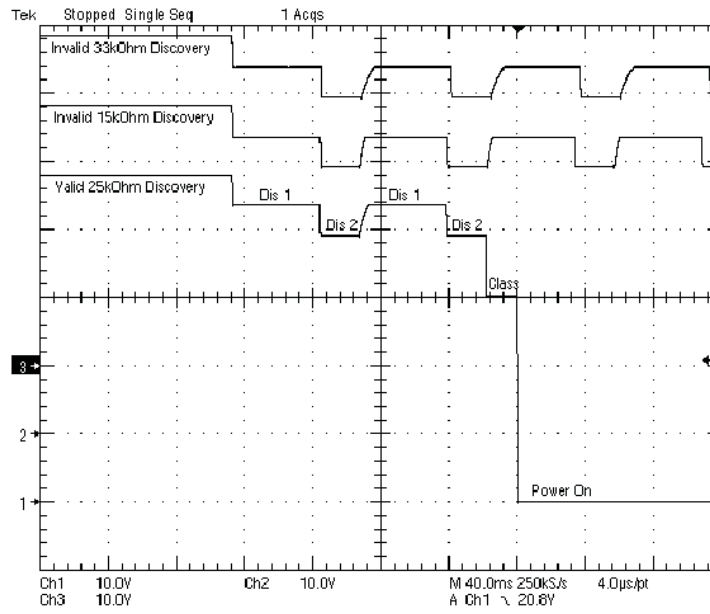 Tek Stopped Single Seq 1 Acqs
Invalid 33kOhm Discovery
Invalid 15kOhm Discovery
Valid 25kOhm Discovery
Dis 1
Dis 1
Dis 2
Dis 2
Class
3
2
1
Power On
Ch1 10.0V Ch2 10.0V M 40.0ms 250kS/s 4.0µs/pt
Ch3 10.0V A Ch1 20.8V